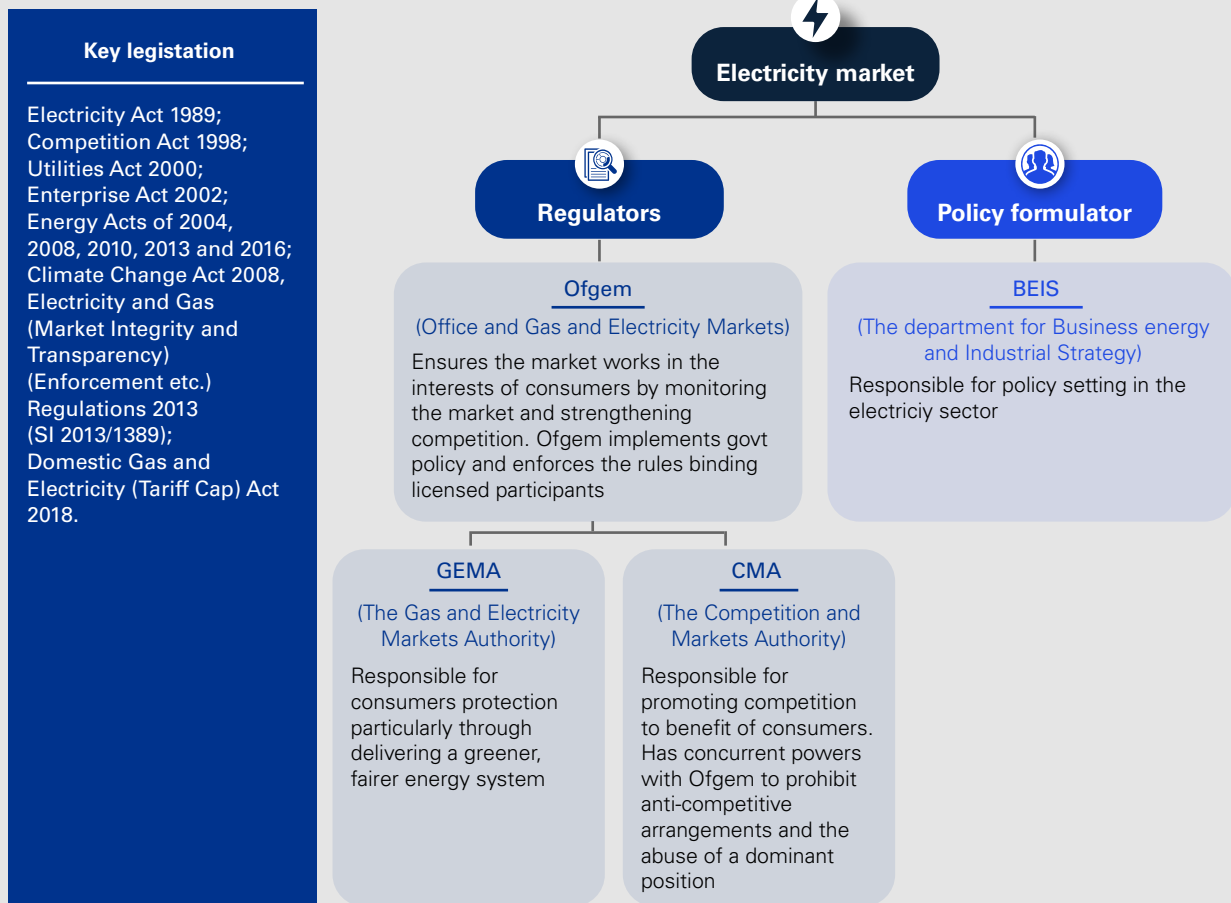 Key legistation
Electricity Act 1989;
Competition Act 1998;
Utilities Act 2000;
Enterprise Act 2002;
Energy Acts of 2004,
2008, 2010, 2013 and 2016;
Climate Change Act 2008,
Electricity and Gas
(Market Integrity and
Transparency)
(Enforcement etc.)
Regulations 2013
(SI 2013/1389);
Domestic Gas and
Electricity (Tariff Cap) Act
2018.
Electricity market
Regulators
Policy formulator
Ofgem
(Office and Gas and Electricity Markets)
Ensures the market works in the
interests of consumers by monitoring
the market and strengthening
competition. Ofgem implements govt
policy and enforces the rules binding
licensed participants
BEIS
(The department for Business energy
and Industrial Strategy)
Responsible for policy setting in the
electriciy sector
GEMA
(The Gas and Electricity
Markets Authority)
Responsible for
consumers protection
particularly through
delivering a greener,
fairer energy system
CMA
(The Competition and
Markets Authority)
Responsible for
promoting competition
to benefit of consumers.
Has concurrent powers
with Ofgem to prohibit
anti-competitive
arrangements and the
abuse of a dominant
position